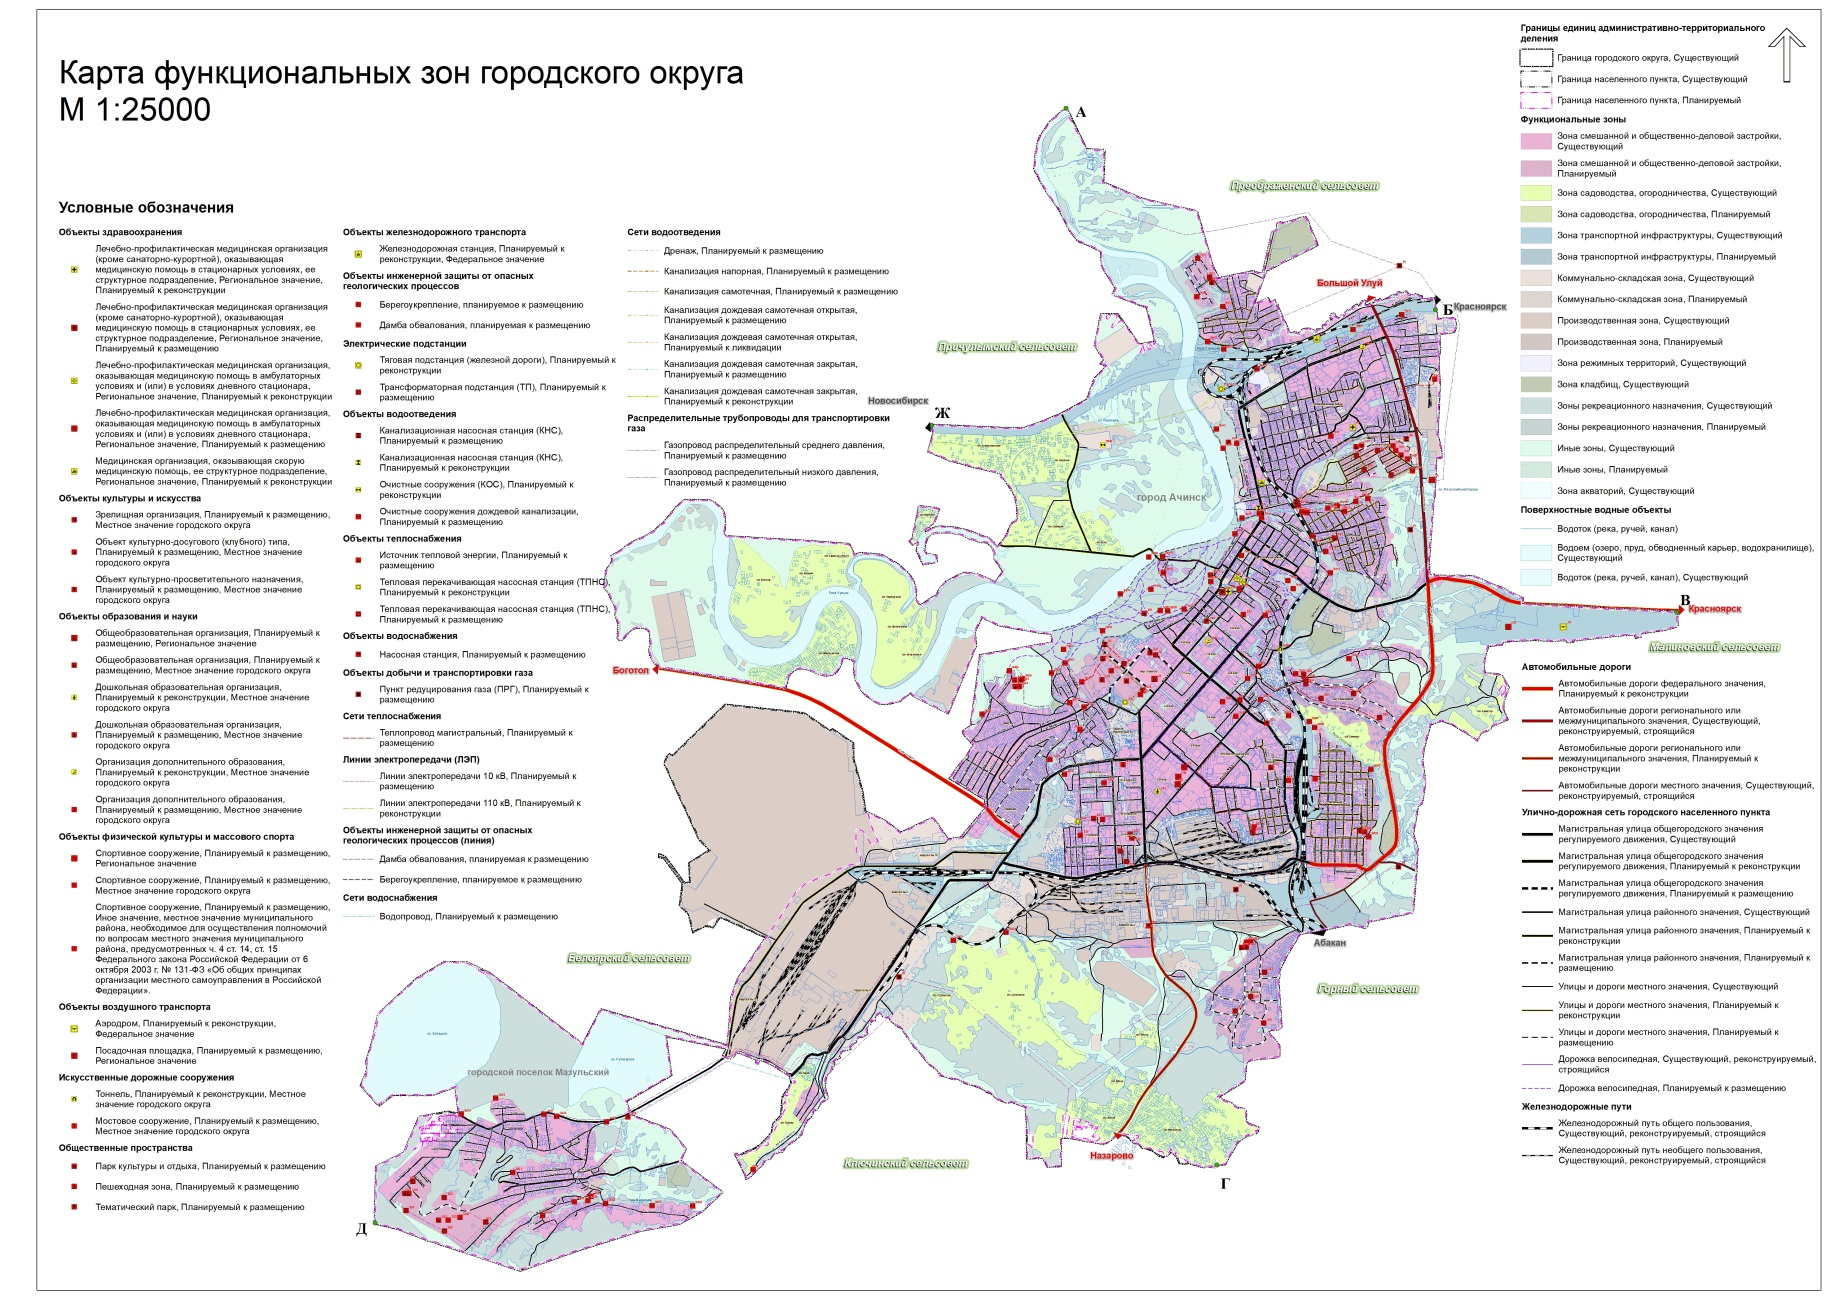 Карта функциональных зон городского округа
М 1:25000
Условные обозначения
Объекты здравоохранения
Лечебно-профилактическая медицинская организация
(кроме санаторно-курортной), оказывающая
медицинскую помощь в стационарных условиях, ее
структурное подразделение, Региональное значение,
Планируемый к реконструкции
Лечебно-профилактическая медицинская организация
(кроме санаторно-курортной), оказывающая
медицинскую помощь в стационарных условиях, ее
структурное подразделение, Региональное значение,
Планируемый к размещению
Лечебно-профилактическая медицинская организация,
оказывающая медицинскую помощь в амбулаторных
условиях и (или) в условиях дневного стационара,
Региональное значение, Планируемый к реконструкции
Лечебно-профилактическая медицинская организация,
оказывающая медицинскую помощь в амбулаторных
условиях и (или) в условиях дневного стационара,
Региональное значение, Планируемый к размещению
Медицинская организация, оказывающая скорую
медицинскую помощь, ее структурное подразделение,
Региональное значение, Планируемый к реконструкции
Объекты культуры и искусства
Зрелищная организация, Планируемый к размещению,
Местное значение городского округа
Объект культурно-досугового (клубного) типа,
Планируемый к размещению, Местное значение
городского округа
Объект культурно-просветительного назначения,
Планируемый к размещению, Местное значение
городского округа
Объекты образования и науки
Общеобразовательная организация, Планируемый к
размещению, Региональное значение
Общеобразовательная организация, Планируемый к
размещению, Местное значение городского округа
Дошкольная образовательная организация,
Планируемый к реконструкции, Местное значение
городского округа
Дошкольная образовательная организация,
Планируемый к размещению, Местное значение
городского округа
Организация дополнительного образования,
Планируемый к реконструкции, Местное значение
городского округа
Организация дополнительного образования,
Планируемый к размещению, Местное значение
городского округа
Объекты физической культуры и массового спорта
Спортивное сооружение, Планируемый к размещению,
Региональное значение
Спортивное сооружение, Планируемый к размещению,
Местное значение городского округа
Спортивное сооружение, Планируемый к размещению,
Иное значение, местное значение муниципального
района, необходимое для осуществления полномочий
по вопросам местного значения муниципального
района, предусмотренных ч. 4 ст. 14, ст. 15
Федерального закона Российской Федерации от 6
октября 2003 г. № 131-ФЗ «Об общих принципах
организации местного самоуправления в Российской
Федерации».
Объекты воздушного транспорта
Аэродром, Планируемый к реконструкции,
Федеральное значение
Посадочная площадка, Планируемый к размещению,
Региональное значение
Искусственные дорожные сооружения
Тоннель, Планируемый к реконструкции, Местное
значение городского округа
Мостовое сооружение, Планируемый к размещению,
Местное значение городского округа
Общественные пространства
Парк культуры и отдыха, Планируемый к размещению
Пешеходная зона, Планируемый к размещению
Тематический парк, Планируемый к размещению
Объекты железнодорожного транспорта
Железнодорожная станция, Планируемый к
реконструкции, Федеральное значение
Объекты инженерной защиты от опасных
геологических процессов
Берегоукрепление, планируемое к размещению
Дамба обвалования, планируемая к размещению
Электрические подстанции
Тяговая подстанция (железной дороги), Планируемый к
реконструкции
Трансформаторная подстанция (ТП), Планируемый к
размещению
Объекты водоотведения
Канализационная насосная станция (КНС),
Планируемый к размещению
Канализационная насосная станция (КНС),
Планируемый к реконструкции
Очистные сооружения (КОС), Планируемый к
реконструкции
Очистные сооружения дождевой канализации,
Планируемый к размещению
Объекты теплоснабжения
Источник тепловой энергии, Планируемый к
размещению
Тепловая перекачивающая насосная станция (ТПНС),
Планируемый к реконструкции
Тепловая перекачивающая насосная станция (ТПНС),
Планируемый к размещению
Объекты водоснабжения
Насосная станция, Планируемый к размещению
Объекты добычи и транспортировки газа
Пункт редуцирования газа (ПРГ), Планируемый к
размещению
Сети теплоснабжения
Теплопровод магистральный, Планируемый к
размещению
Линии электропередачи (ЛЭП)
Линии электропередачи 10 кВ, Планируемый к
размещению
Линии электропередачи 110 кВ, Планируемый к
реконструкции
Объекты инженерной защиты от опасных
геологических процессов (линия)
Дамба обвалования, планируемая к размещению
Берегоукрепление, планируемое к размещению
Сети водоснабжения
Водопровод, Планируемый к размещению
Сети водоотведения
Дренаж, Планируемый к размещению
Канализация напорная, Планируемый к размещению
Канализация самотечная, Планируемый к размещению
Канализация дождевая самотечная открытая,
Планируемый к размещению
Канализация дождевая самотечная открытая,
Планируемый к ликвидации
Канализация дождевая самотечная закрытая,
Планируемый к размещению
Канализация дождевая самотечная закрытая,
Планируемый к реконструкции
Распределительные трубопроводы для транспортировки
газа
Газопровод распределительный среднего давления,
Планируемый к размещению
Газопровод распределительный низкого давления,
Планируемый к размещению
А
Преображенский сельсовет
Большой Улуй
Б
Красноярск
Причулымский сельсовет
Новосибирск
Ж
город Ачинск
В
Красноярск
Малиновский сельсовет
Боготол
Абакан
Белоярский сельсовет
Горный сельсовет
городской поселок Мазульский
Ключинский сельсовет
Назарово
Г
Д
Границы единиц административно-территориального
деления
Граница городского округа, Существующий
Граница населенного пункта, Существующий
Граница населенного пункта, Планируемый
Функциональные зоны
Зона смешанной и общественно-деловой застройки,
Существующий
Зона смешанной и общественно-деловой застройки,
Планируемый
Зона садоводства, огородничества, Существующий
Зона садоводства, огородничества, Планируемый
Зона транспортной инфраструктуры, Существующий
Зона транспортной инфраструктуры, Планируемый
Коммунально-складская зона, Существующий
Коммунально-складская зона, Планируемый
Производственная зона, Существующий
Производственная зона, Планируемый
Зона режимных территорий, Существующий
Зона кладбищ, Существующий
Зоны рекреационного назначения, Существующий
Зоны рекреационного назначения, Планируемый
Иные зоны, Существующий
Иные зоны, Планируемый
Зона акваторий, Существующий
Поверхностные водные объекты
Водоток (река, ручей, канал)
Водоем (озеро, пруд, обводненный карьер, водохранилище),
Существующий
Водоток (река, ручей, канал), Существующий
Автомобильные дороги
Автомобильные дороги федерального значения,
Планируемый к реконструкции
Автомобильные дороги регионального или
межмуниципального значения, Существующий,
реконструируемый, строящийся
Автомобильные дороги регионального или
межмуниципального значения, Планируемый к
реконструкции
Автомобильные дороги местного значения, Существующий,
реконструируемый, строящийся
Улично-дорожная сеть городского населенного пункта
Магистральная улица общегородского значения
регулируемого движения, Существующий
Магистральная улица общегородского значения
регулируемого движения, Планируемый к реконструкции
Магистральная улица общегородского значения
регулируемого движения, Планируемый к размещению
Магистральная улица районного значения, Существующий
Магистральная улица районного значения, Планируемый к
реконструкции
Магистральная улица районного значения, Планируемый к
размещению
Улицы и дороги местного значения, Существующий
Улицы и дороги местного значения, Планируемый к
реконструкции
Улицы и дороги местного значения, Планируемый к
размещению
Дорожка велосипедная, Существующий, реконструируемый,
строящийся
Дорожка велосипедная, Планируемый к размещению
Железнодорожные пути
Железнодорожный путь общего пользования,
Существующий, реконструируемый, строящийся
Железнодорожный путь необщего пользования,
Существующий, реконструируемый, строящийся